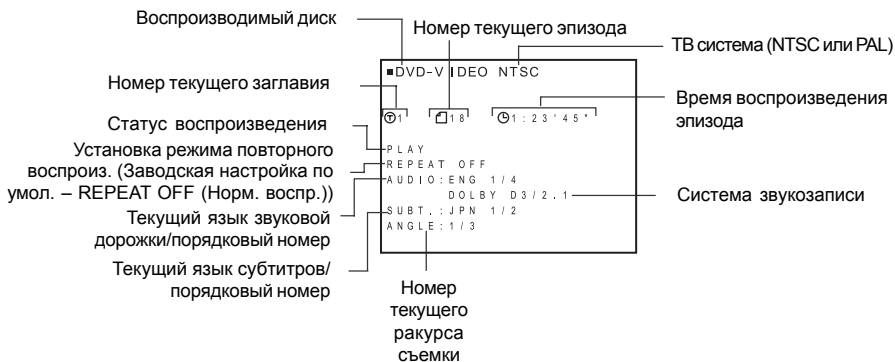 Воспроизводимый диск
Номер текущего эпизода
ТВ система (NTSC или PAL)
Номер текущего заглавия
Время воспроизведения
эпизода
Статус воспроизведения
Установка режима повторного
воспроиз. (Заводская настройка по
умол. – REPEAT OFF (Норм. воспр.))
Текущий язык звуковой
дорожки/порядковый номер
Текущий язык субтитров/
порядковый номер
■DVD-VIDEO NTSC
Ⓣ1 18 1:23'45"
PLAY
REPEAT OFF
AUDIO:ENG 1/4
DOLBY D3/2.1
SUBT.:JPN 1/2
ANGLE:1/3
Система звукозаписи
Номер
текущего
ракурса
съемки